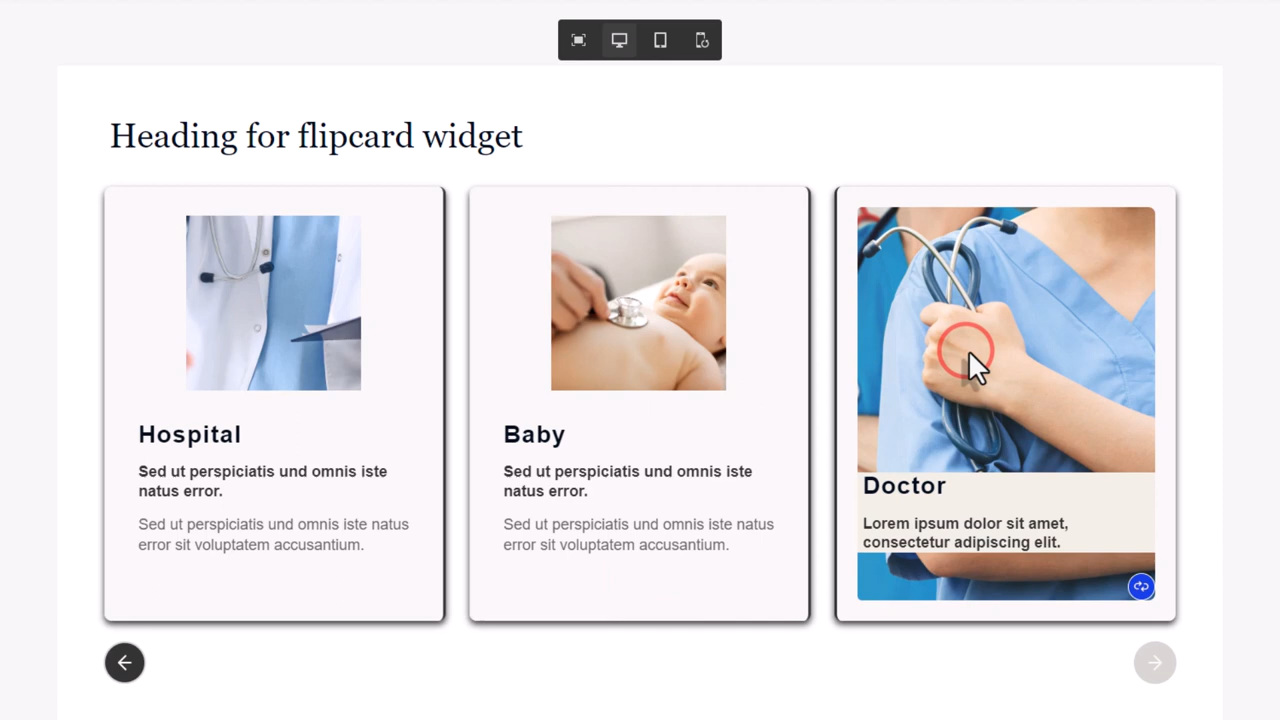 Heading for flipcard widget
Hospital
Sed ut perspiciatis und omnis iste
natus error.
Sed ut perspiciatis und omnis iste natus
error sit voluptatem accusantium.
Baby
Sed ut perspiciatis und omnis iste
natus error.
Sed ut perspiciatis und omnis iste natus
error sit voluptatem accusantium.
Doctor
Lorem ipsum dolor sit amet,
consectetur adipiscing elit.